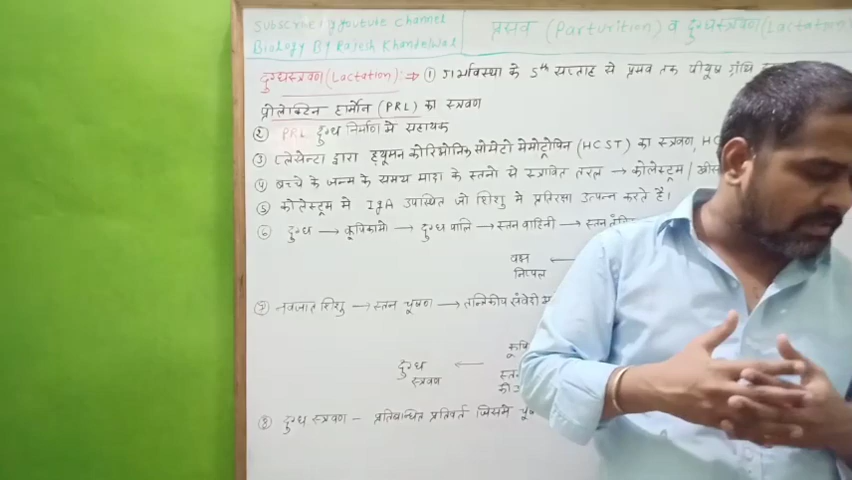 Subscribe my youtube channel
Biology By Rajesh Khandelwal
प्रसव (Parturition) व दुग्धस्त्रवण (Lactation)
दुग्धस्त्रवण (Lactation) :⇒ ① गर्भावस्था के 5th सप्ताह से प्रसव तक पीयूष ग्रंथि
प्रोलेक्टिन हार्मोन (PRL) का स्त्रवण
② PRL दुग्ध निर्माण मे सहायक
③ प्लेसेन्टा द्वारा ह्यूमन कोरियोनिक सोमेटो मेमोट्रोपिन (HCST) का स्त्रवण,
④ बच्चे के जन्म के समय माता के स्तनो से स्त्रावित तरल → कोलेस्ट्रम /
⑤ कोलेस्ट्रम मे IgA उपस्थित जो शिशु मे प्रतिरक्षा उत्पन्न करते है।
⑥ दुग्ध → कूपिकाओ → दुग्ध नालि → स्तन वाहिनी → स्तन
←
निप्पल
⑦ नवजात शिशु → स्तन चूषण → तन्त्रिकीय संवेदी
दुग्ध स्त्रवण ←
स्तन
⑧ दुग्ध स्त्रवण - प्रतिबन्धित प्रतिवर्त जिसमे